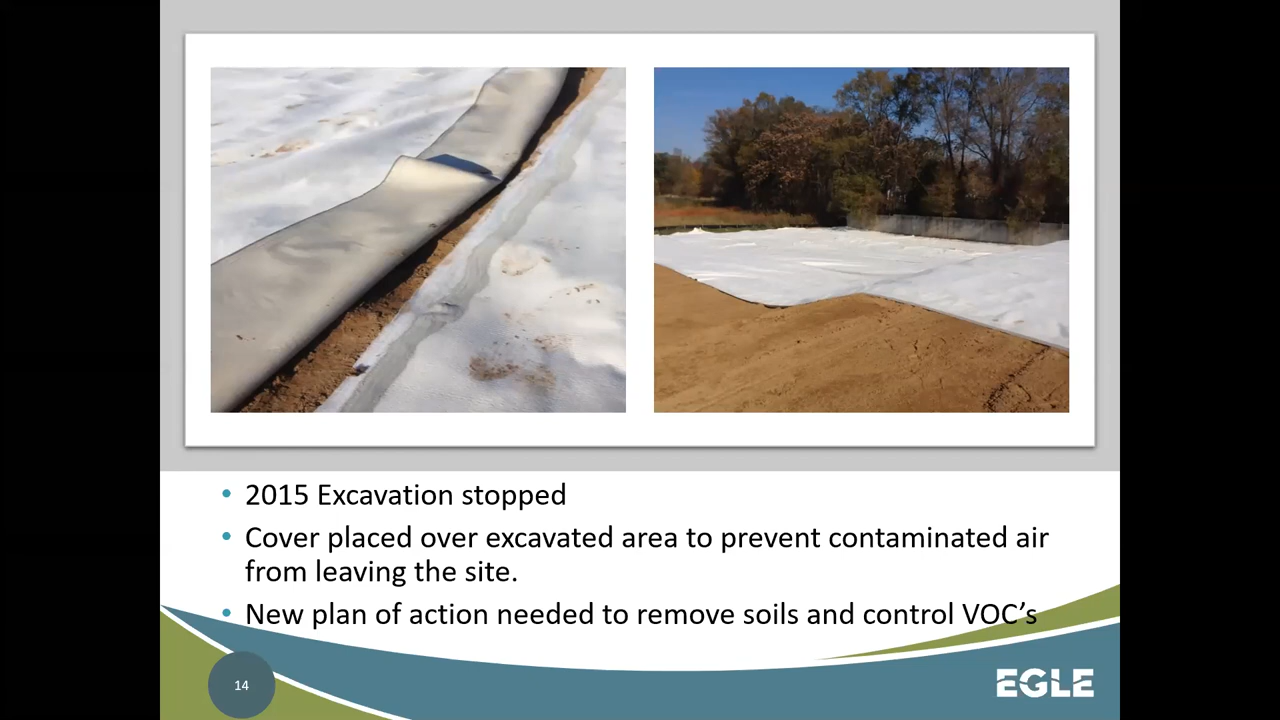 2015 Excavation stopped
Cover placed over excavated area to prevent contaminated air
from leaving the site.
New plan of action needed to remove soils and control VOC’s
14
EGLE